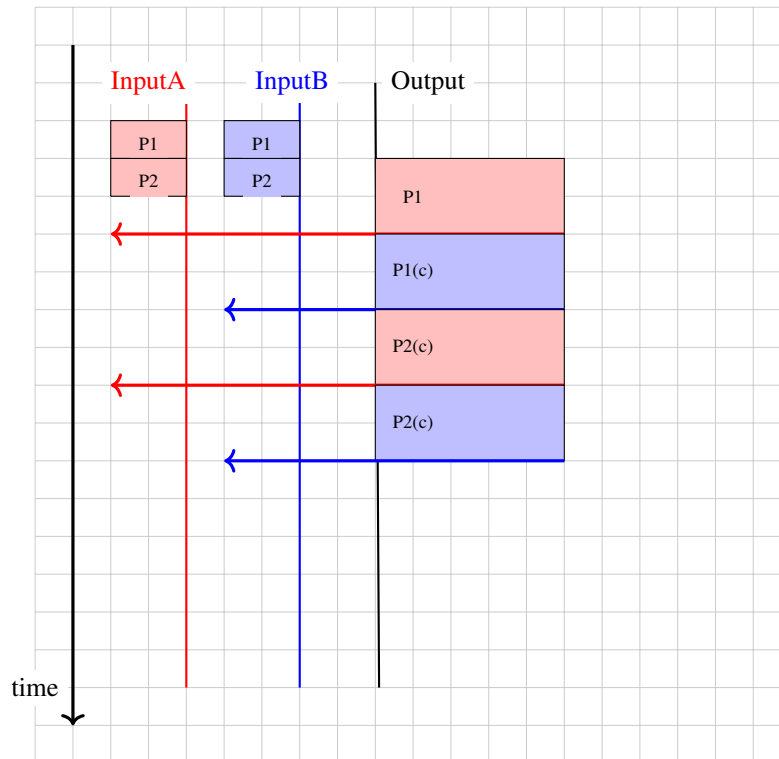 InputA InputB Output
P1 P1
P2 P2
P1
P1(c)
P2(c)
P2(c)
time